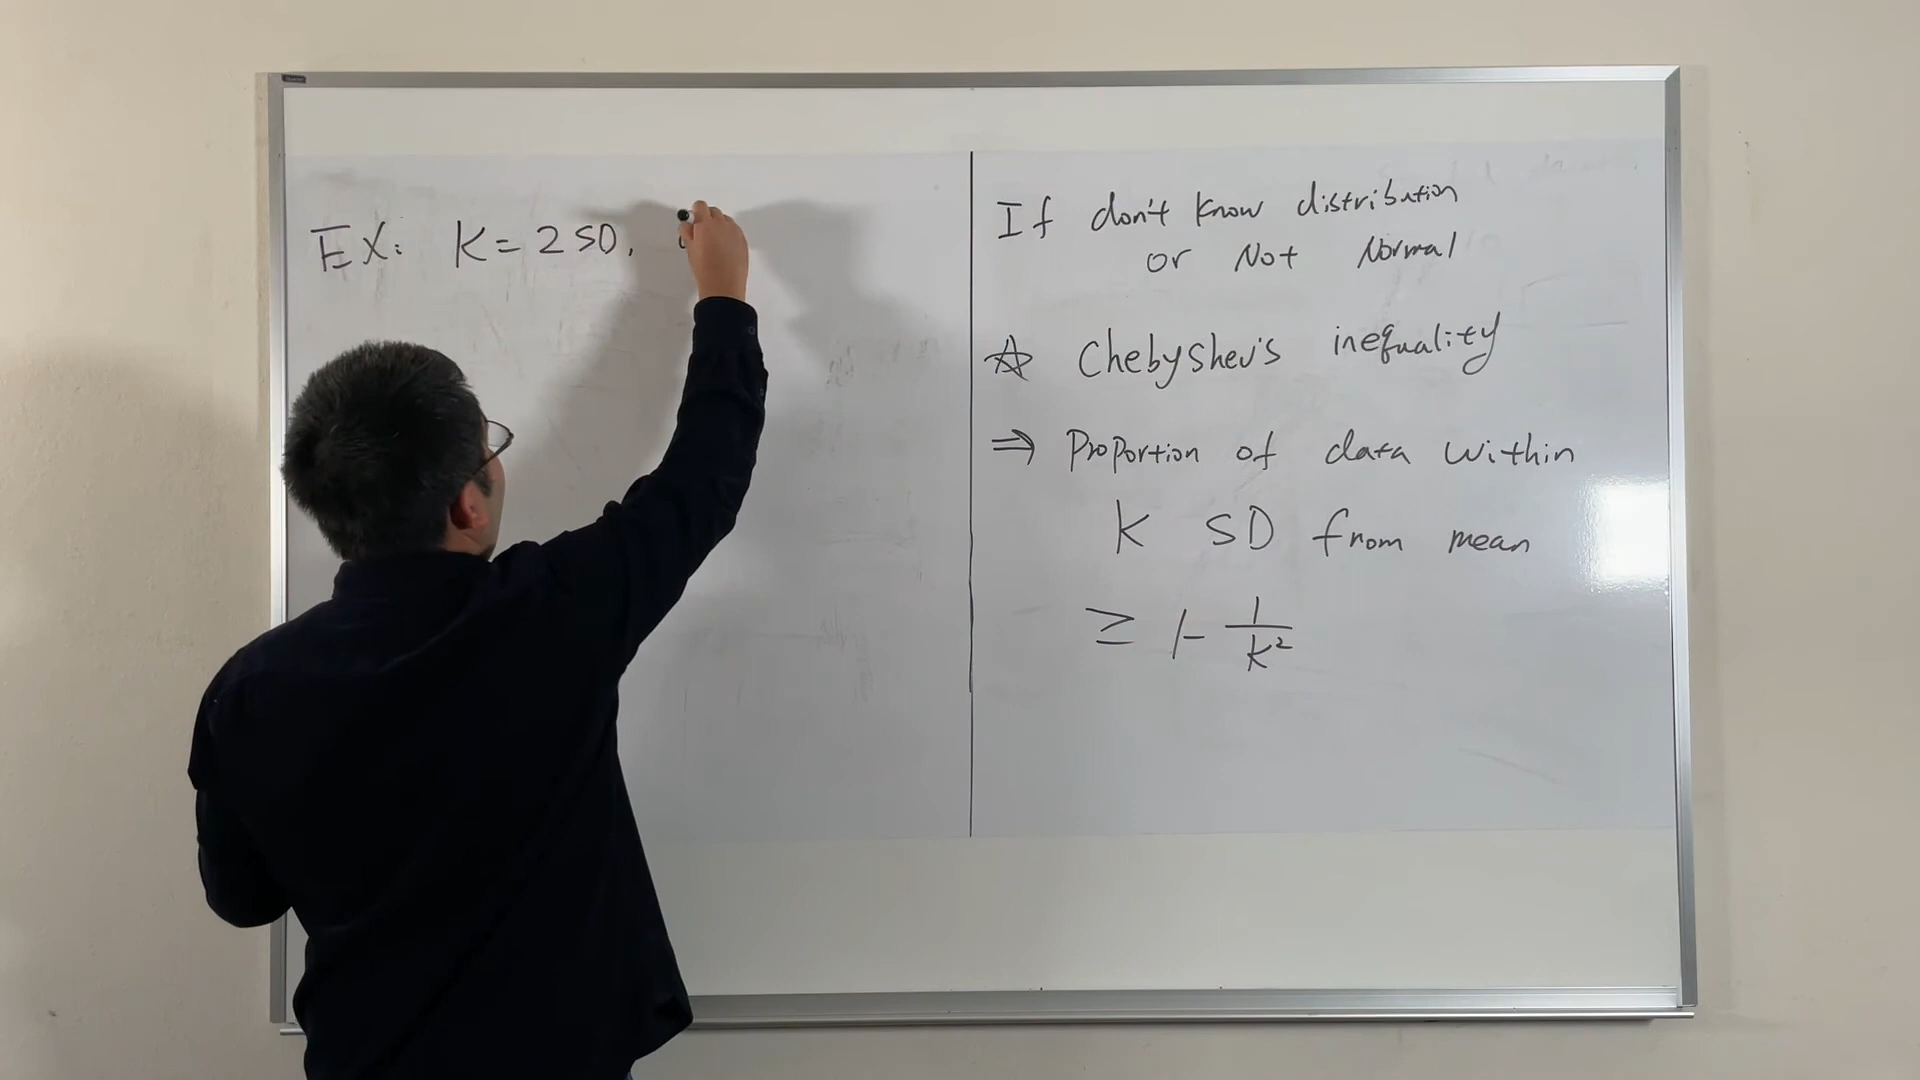 EX: K = 2 SD,
If don't know distribution
or Not Normal
☆ Chebyshev's inequality
⇒ Proportion of data within
K SD from mean
≥ 1 - 1/k²